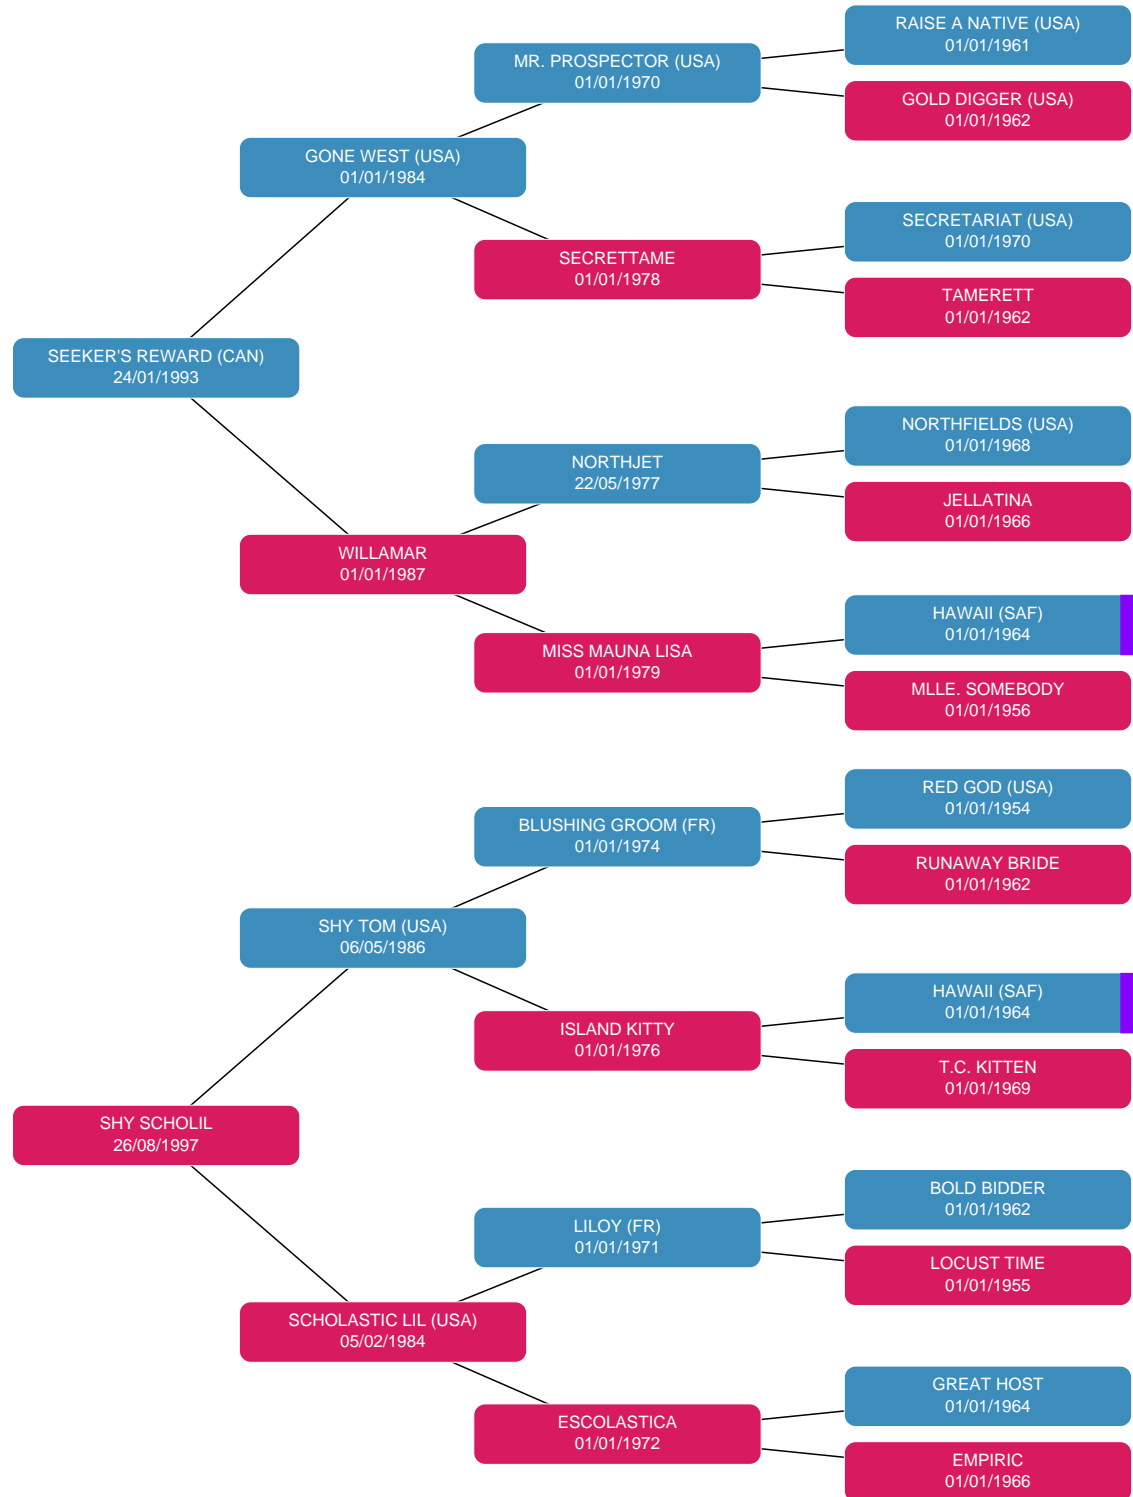 RAISE A NATIVE (USA)
01/01/1961
MR. PROSPECTOR (USA)
01/01/1970
GOLD DIGGER (USA)
01/01/1962
GONE WEST (USA)
01/01/1984
SECRETARIAT (USA)
01/01/1970
SECRETTAME
01/01/1978
TAMERETT
01/01/1962
SEEKER'S REWARD (CAN)
24/01/1993
NORTHFIELDS (USA)
01/01/1968
NORTHJET
22/05/1977
JELLATINA
01/01/1966
WILLAMAR
01/01/1987
HAWAII (SAF)
01/01/1964
MISS MAUNA LISA
01/01/1979
MLLE. SOMEBODY
01/01/1956
RED GOD (USA)
01/01/1954
BLUSHING GROOM (FR)
01/01/1974
RUNAWAY BRIDE
01/01/1962
SHY TOM (USA)
06/05/1986
HAWAII (SAF)
01/01/1964
ISLAND KITTY
01/01/1976
T.C. KITTEN
01/01/1969
SHY SCHOLIL
26/08/1997
BOLD BIDDER
01/01/1962
LILOY (FR)
01/01/1971
LOCUST TIME
01/01/1955
SCHOLASTIC LIL (USA)
05/02/1984
GREAT HOST
01/01/1964
ESCOLASTICA
01/01/1972
EMPIRIC
01/01/1966